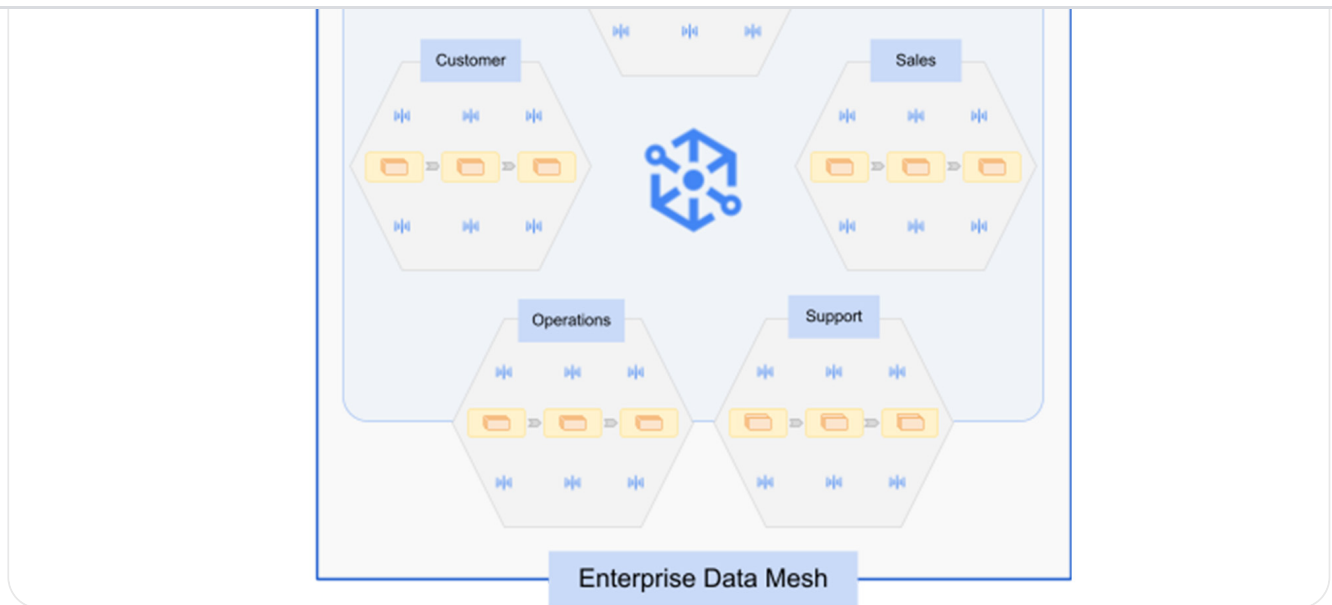 Customer
Sales
Operations
Support
Enterprise Data Mesh